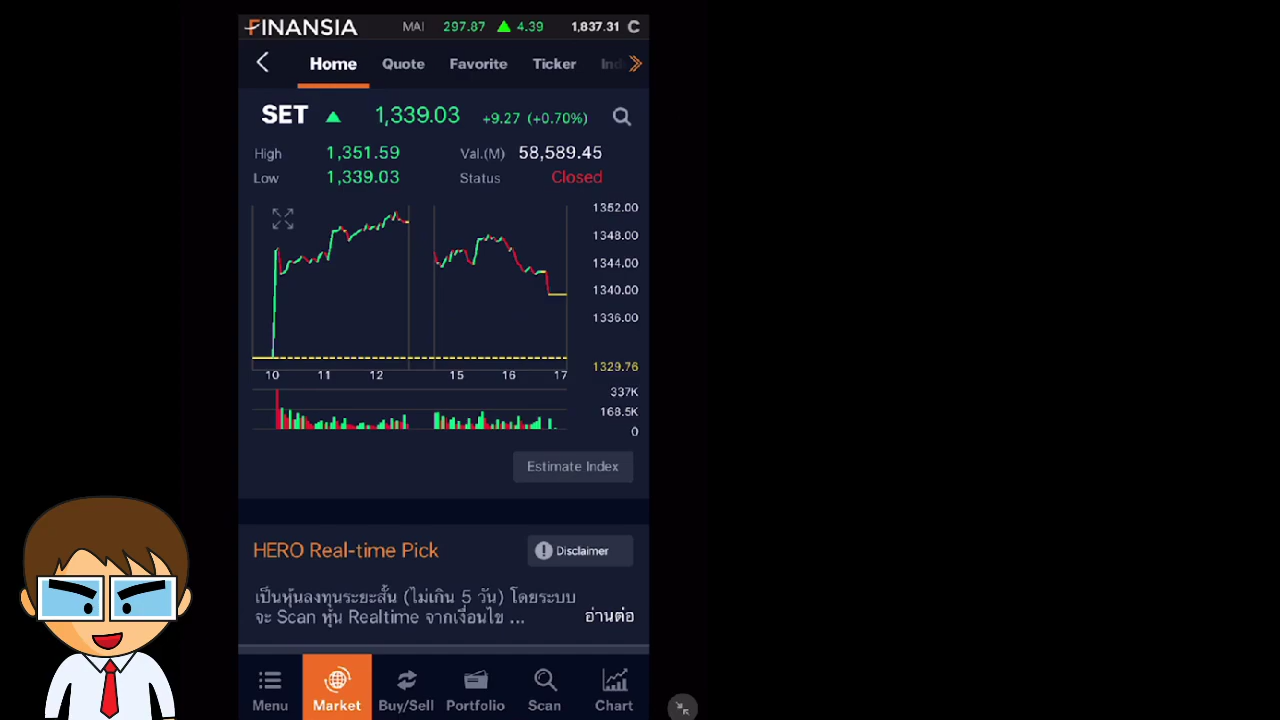 FINANSIA MAI 297.87 ▲ 4.39 1,837.31 C
Home Quote Favorite Ticker
SET ▲ 1,339.03 +9.27 (+0.70%)
High 1,351.59 Val.(M) 58,589.45
Low 1,339.03 Status Closed
1352.00
1348.00
1344.00
1340.00
1336.00
1329.76
10 11 12 15 16 17
337K
168.5K
0
Estimate Index
HERO Real-time Pick Disclaimer
เป็นหุ้นลงทุนระยะสั้น (ไม่เกิน 5 วัน) โดยระบบ
จะ Scan หุ้น Realtime จากเงื่อนไข ... อ่านต่อ
Menu Market Buy/Sell Portfolio Scan Chart